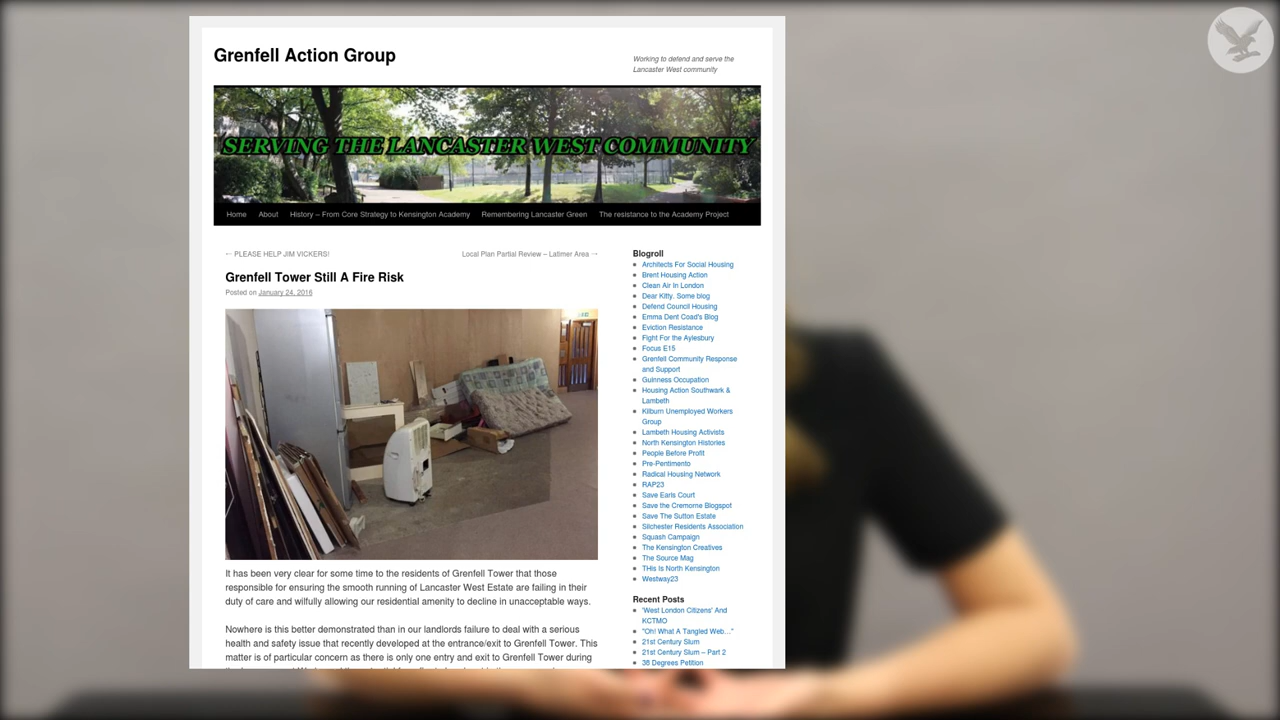 Grenfell Action Group
Working to defend and serve the
Lancaster West community
SERVING THE LANCASTER WEST COMMUNITY
Home About History – From Core Strategy to Kensington Academy Remembering Lancaster Green The resistance to the Academy Project
← PLEASE HELP JIM VICKERS!
Local Plan Partial Review – Latimer Area →
Grenfell Tower Still A Fire Risk
Posted on January 24, 2016
It has been very clear for some time to the residents of Grenfell Tower that those
responsible for ensuring the smooth running of Lancaster West Estate are failing in their
duty of care and wilfully allowing our residential amenity to decline in unacceptable ways.
Nowhere is this better demonstrated than in our landlords failure to deal with a serious
health and safety issue that recently developed at the entrance/exit to Grenfell Tower. This
matter is of particular concern as there is only one entry and exit to Grenfell Tower during
Blogroll
Architects For Social Housing
Brent Housing Action
Clean Air In London
Dear Kitty. Some blog
Defend Council Housing
Emma Dent Coad's Blog
Eviction Resistance
Fight For the Aylesbury
Focus E15
Grenfell Community Response
and Support
Guinness Occupation
Housing Action Southwark &
Lambeth
Kilburn Unemployed Workers
Group
Lambeth Housing Activists
North Kensington Histories
People Before Profit
Pre-Pentimento
Radical Housing Network
RAP23
Save Earls Court
Save the Cremorne Blogspot
Save The Sutton Estate
Silchester Residents Association
Squash Campaign
The Kensington Creatives
The Source Mag
THis Is North Kensington
Westway23
Recent Posts
'West London Citizens' And
KCTMO
"Oh! What A Tangled Web…"
21st Century Slum
21st Century Slum – Part 2
38 Degrees Petition